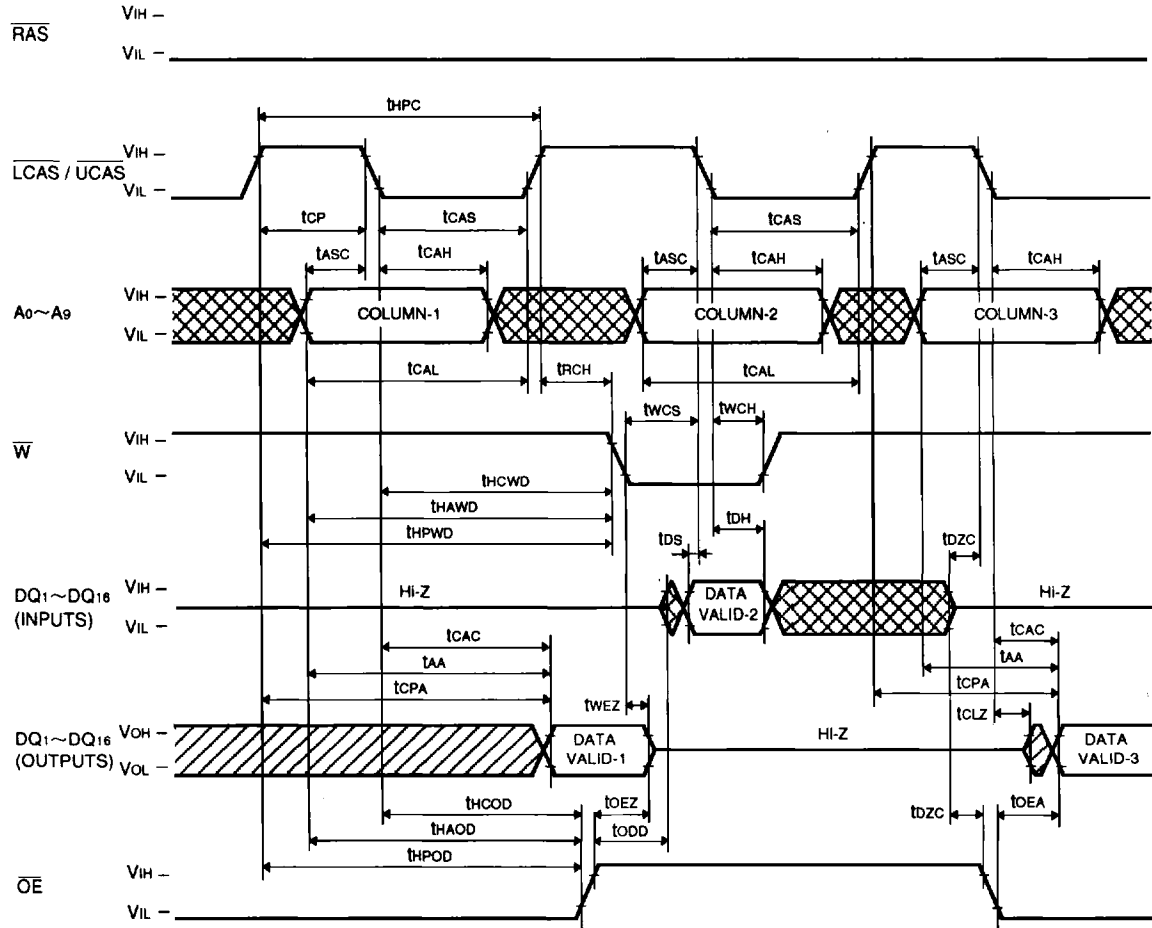 RAS
VIH
VIL
tHPC
LCAS / UCAS
VIH
VIL
tCP
tCAS
tCAS
tASC
tCAH
tASC
tCAH
tASC
tCAH
A0~A9
VIH
VIL
COLUMN-1
COLUMN-2
COLUMN-3
tCAL
tRCH
tCAL
tWCS
tWCH
W
VIH
VIL
tHCWD
tHAWD
tHPWD
tDH
tDS
tDZC
DQ1~DQ16
(INPUTS)
VIH
VIL
Hi-Z
DATA
VALID-2
Hi-Z
tCAC
tAA
tCPA
tCAC
tAA
tCPA
tWEZ
tCLZ
DQ1~DQ16
(OUTPUTS)
VOH
VOL
DATA
VALID-1
Hi-Z
DATA
VALID-3
tHCOD
tOEZ
tDZC
tOEA
tHAOD
tODD
tHPOD
OE
VIH
VIL